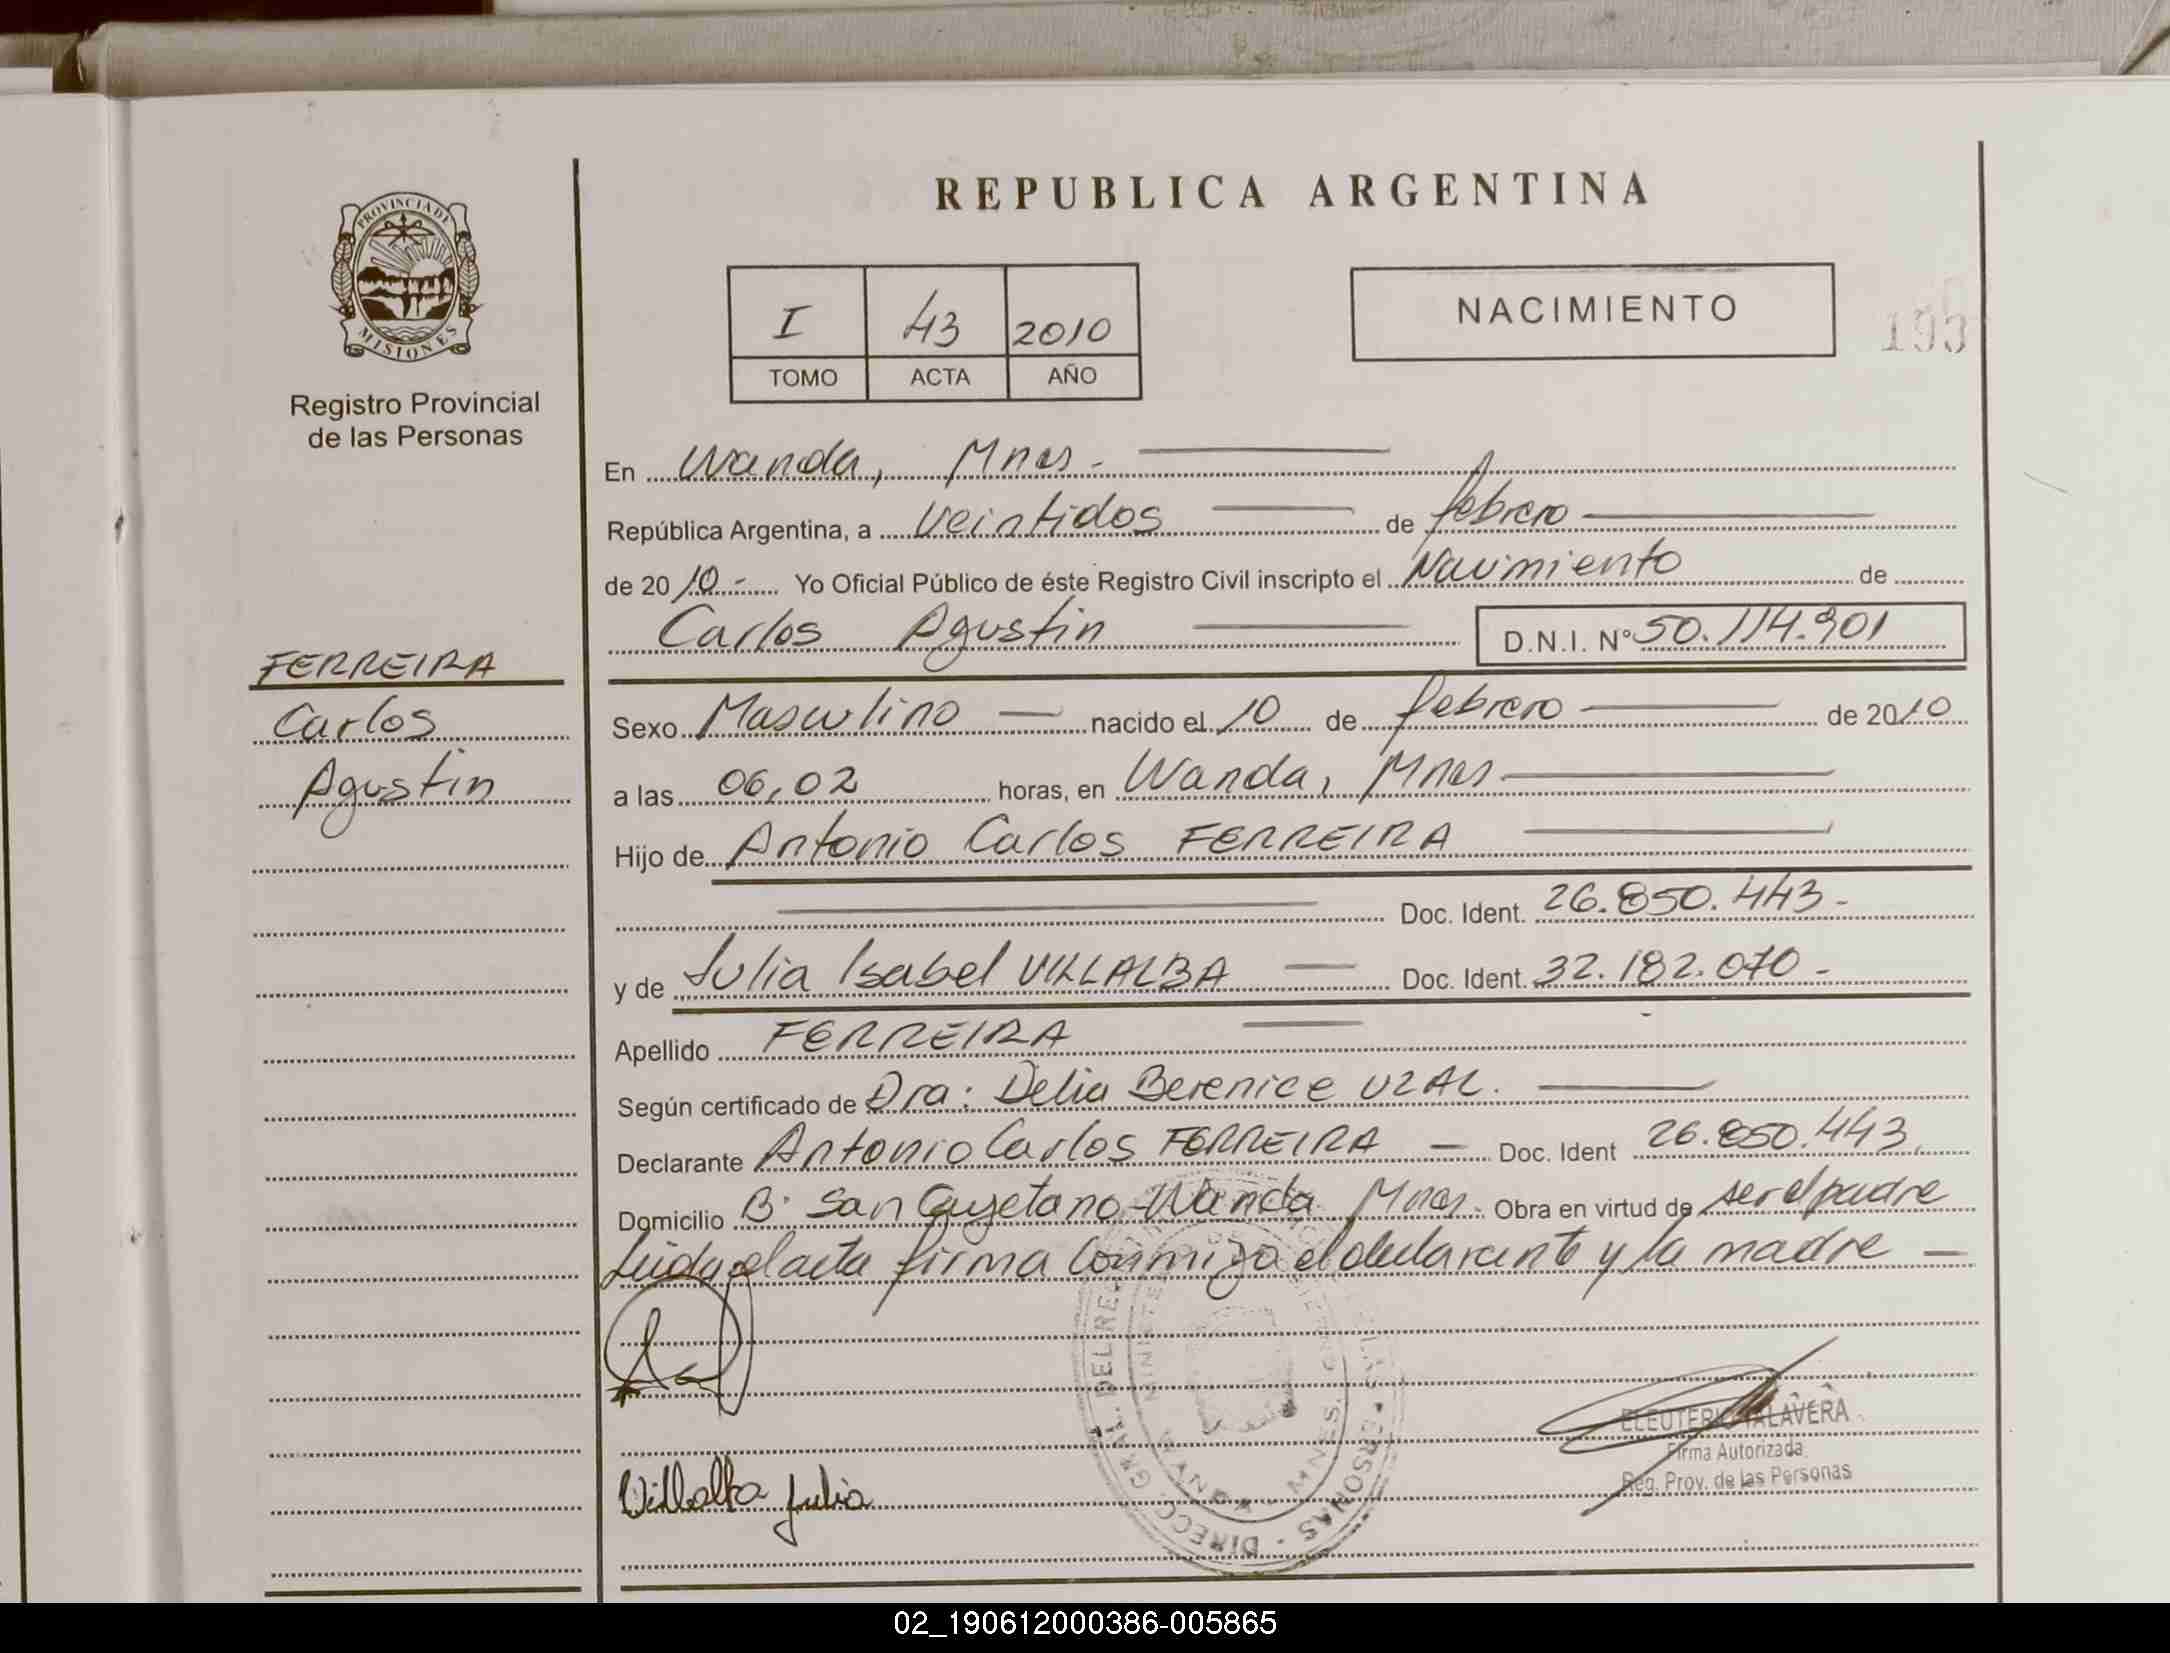 REPUBLICA ARGENTINA
PROVINCIA DE
MISIONES
Registro Provincial
de las Personas
I 43 2010
TOMO ACTA AÑO
NACIMIENTO
195
En Wanda, Mnes.-
República Argentina, a Veintidos de febrero
de 2010.- Yo Oficial Público de éste Registro Civil inscripto el Nacimiento de
Carlos Agustin D.N.I. N° 50.114.901
FERREIRA
Carlos
Agustin
Sexo Masculino nacido el 10 de febrero de 2010
a las 06,02 horas, en Wanda, Mnes
Hijo de Antonio Carlos FERREIRA
Doc. Ident. 26.850.443-
y de Julia Isabel VILLALBA Doc. Ident. 32.182.070-
Apellido FERREIRA
Según certificado de Dra: Delia Berenice UZAL.
Declarante Antonio Carlos FERREIRA Doc. Ident 26.850.443,
Domicilio B· San Cayetano-Wanda Mnes. Obra en virtud de ser el padre
Leida el acta firma conmigo el declarante y la madre
ELEUTERIO TALAVERA
Firma Autorizada
Reg. Prov. de las Personas
Villalba Julia
WANDA - MNES.
02_190612000386-005865